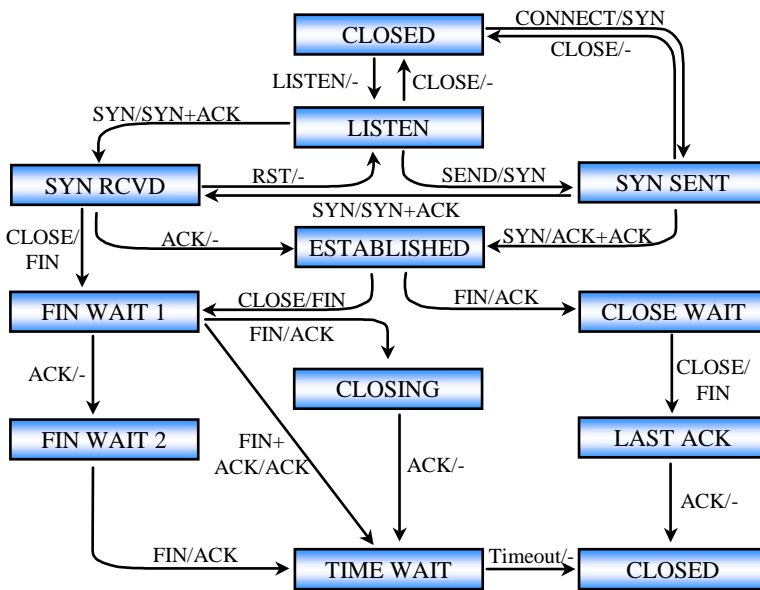 CONNECT/SYN
CLOSED
CLOSE/-
LISTEN/-
CLOSE/-
SYN/SYN+ACK
LISTEN
SYN RCVD
RST/-
SEND/SYN
SYN SENT
SYN/SYN+ACK
CLOSE/
FIN
ACK/-
ESTABLISHED
SYN/ACK+ACK
FIN WAIT 1
CLOSE/FIN
FIN/ACK
FIN/ACK
CLOSE WAIT
ACK/-
CLOSING
CLOSE/
FIN
FIN WAIT 2
FIN+
ACK/ACK
ACK/-
LAST ACK
ACK/-
FIN/ACK
TIME WAIT
Timeout/-
CLOSED